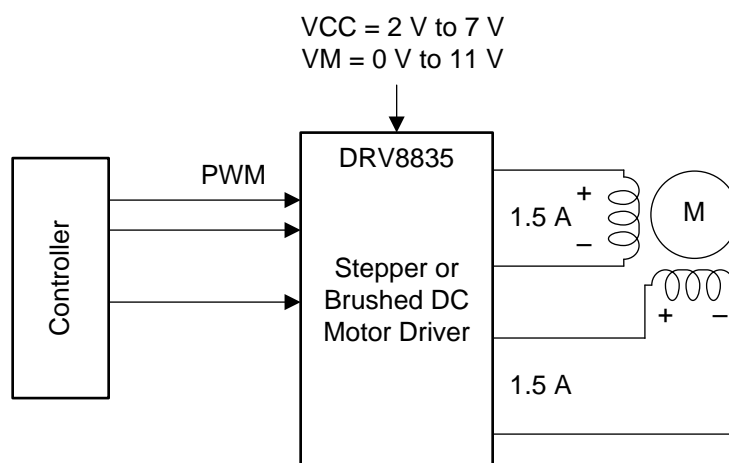 VCC = 2 V to 7 V
VM = 0 V to 11 V
DRV8835
PWM
Controller
Stepper or
Brushed DC
Motor Driver
+
1.5 A
−
M
+ −
1.5 A